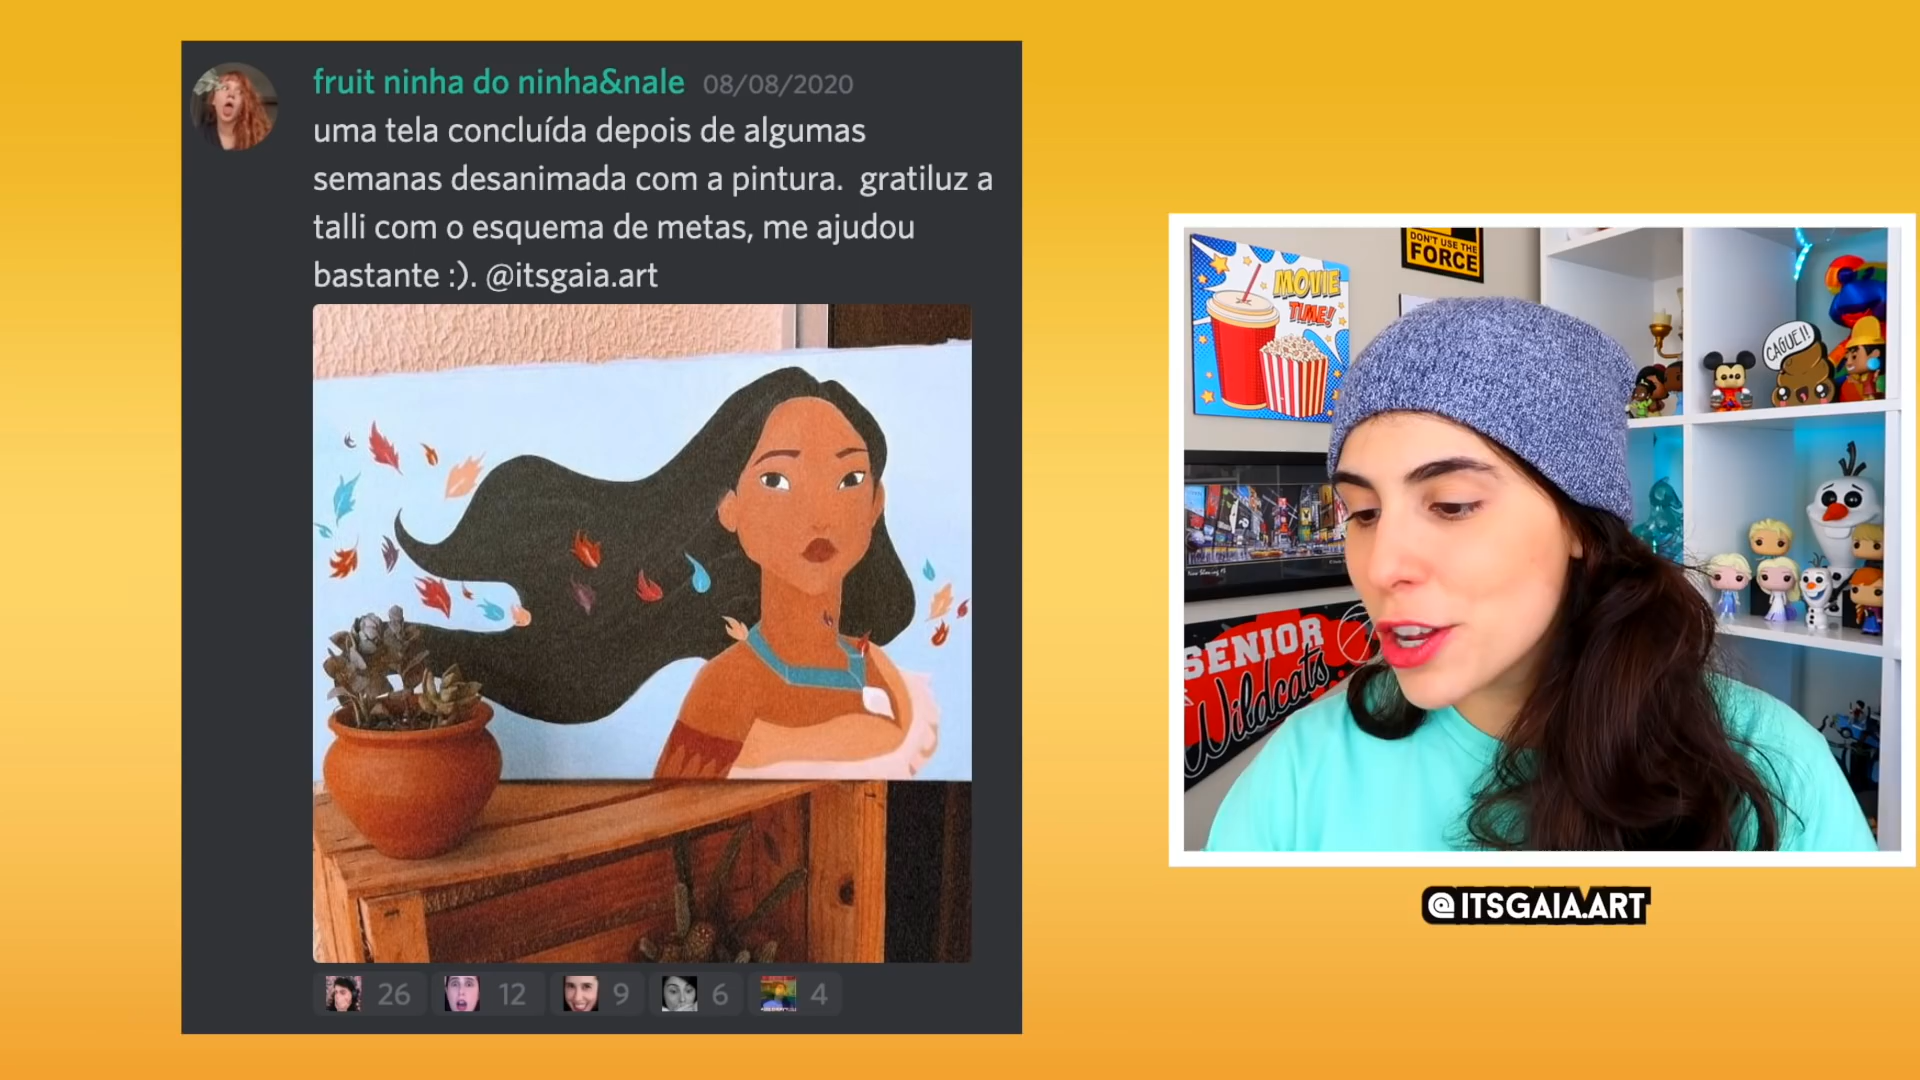 fruit ninha do ninha&nale 08/08/2020
uma tela concluída depois de algumas
semanas desanimada com a pintura. gratiluz a
talli com o esquema de metas, me ajudou
bastante :). @itsgaia.art
26 12 9 6 4
DON'T USE THE
FORCE
MOVIE
TIME!
CAGUEI!
SENIOR
Wildcats
@ITSGAIA.ART